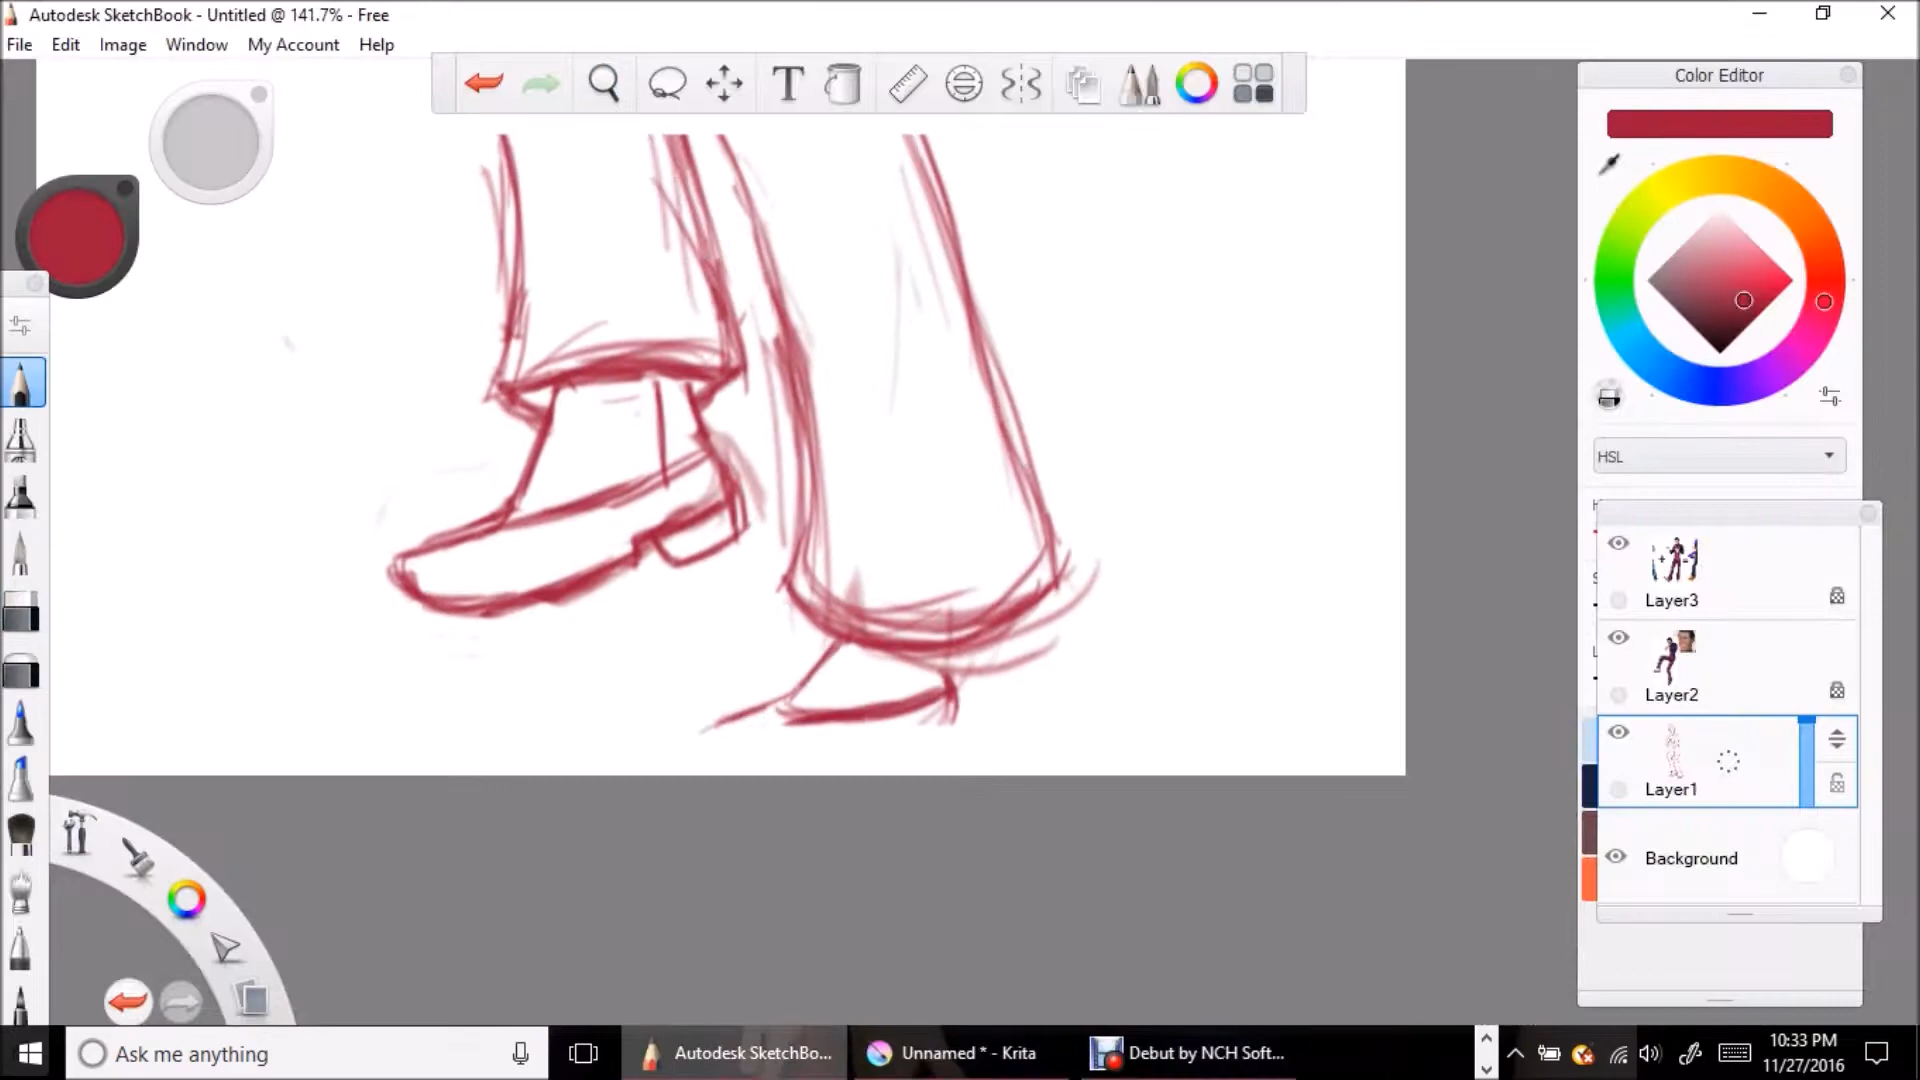 Autodesk SketchBook - Untitled @ 141.7% - Free
File Edit Image Window My Account Help
T
Color Editor
HSL
Layer3
Layer2
Layer1
Background
Ask me anything
Autodesk SketchBo...
Unnamed * - Krita
Debut by NCH Soft...
10:33 PM
11/27/2016